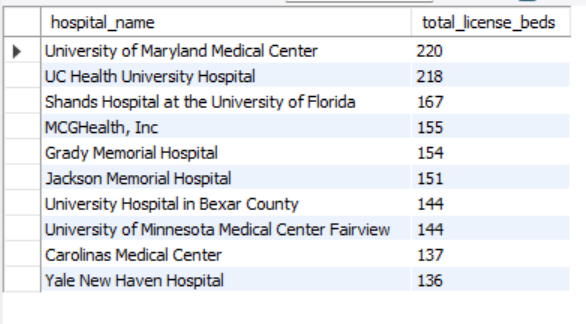 hospital_name total_license_beds
University of Maryland Medical Center 220
UC Health University Hospital 218
Shands Hospital at the University of Florida 167
MCGHealth, Inc 155
Grady Memorial Hospital 154
Jackson Memorial Hospital 151
University Hospital in Bexar County 144
University of Minnesota Medical Center Fairview 144
Carolinas Medical Center 137
Yale New Haven Hospital 136